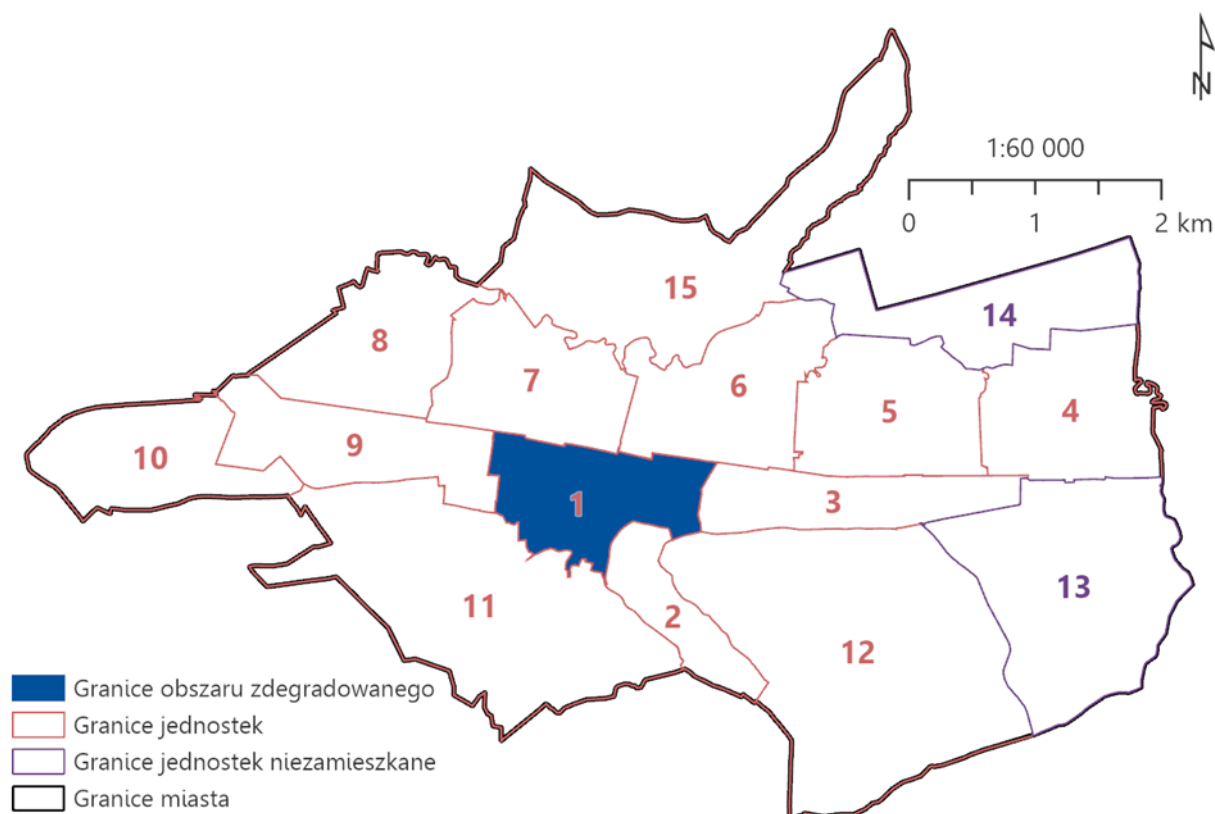 N
1:60 000
0 1 2 km
15
14
8
7
6
5
4
10
9
1
3
13
11
2
12
Granice obszaru zdegradowanego
Granice jednostek
Granice jednostek niezamieszkane
Granice miasta